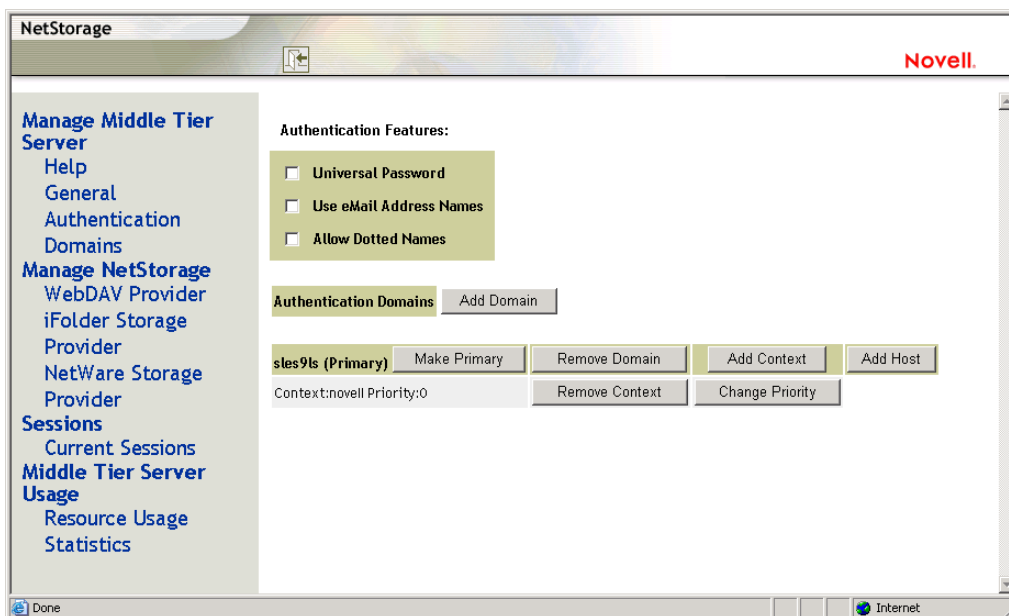 NetStorage
Novell.
Manage Middle Tier
Server
Help
General
Authentication
Domains
Manage NetStorage
WebDAV Provider
iFolder Storage
Provider
NetWare Storage
Provider
Sessions
Current Sessions
Middle Tier Server
Usage
Resource Usage
Statistics
Authentication Features:
Universal Password
Use eMail Address Names
Allow Dotted Names
Authentication Domains Add Domain
sles9ls (Primary) Make Primary Remove Domain Add Context Add Host
Context:novell Priority:0 Remove Context Change Priority
Done Internet